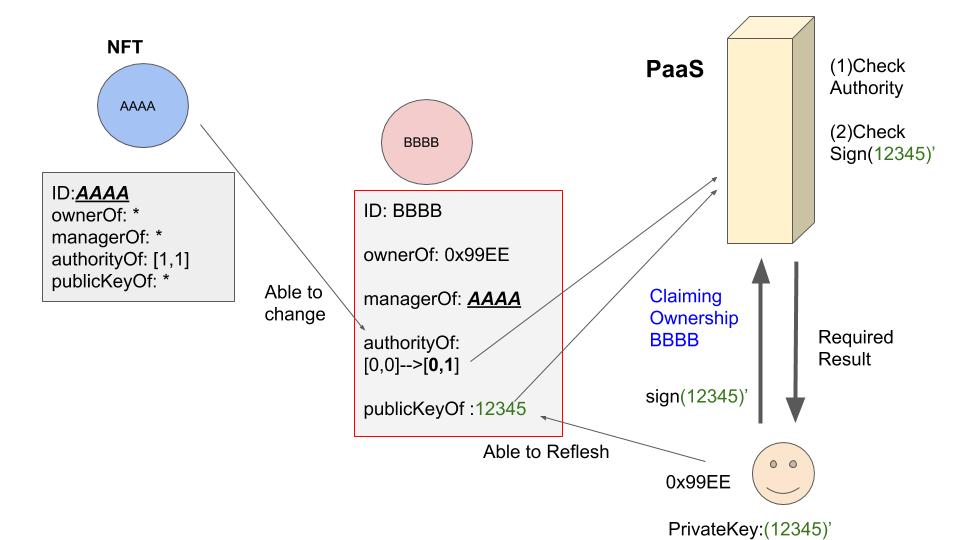 NFT
AAAA
ID:AAAA
ownerOf: *
managerOf: *
authorityOf: [1,1]
publicKeyOf: *
Able to
change
BBBB
ID: BBBB
ownerOf: 0x99EE
managerOf: AAAA
authorityOf:
[0,0]-->[0,1]
publicKeyOf :12345
Able to Reflesh
PaaS
(1)Check
Authority
(2)Check
Sign(12345)’
Claiming
Ownership
BBBB
sign(12345)’
Required
Result
0x99EE
PrivateKey:(12345)’